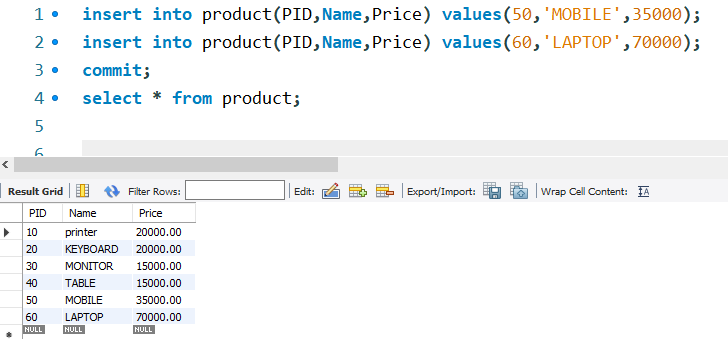 1 insert into product(PID,Name,Price) values(50,'MOBILE',35000);
2 insert into product(PID,Name,Price) values(60,'LAPTOP',70000);
3 commit;
4 select * from product;
5
6
Result Grid Filter Rows: Edit: Export/Import: Wrap Cell Content:
PID Name Price
10 printer 20000.00
20 KEYBOARD 20000.00
30 MONITOR 15000.00
40 TABLE 15000.00
50 MOBILE 35000.00
60 LAPTOP 70000.00
NULL NULL NULL